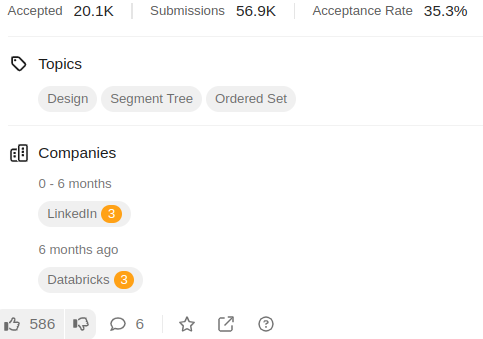 Accepted 20.1K Submissions 56.9K Acceptance Rate 35.3%
Topics
Design Segment Tree Ordered Set
Companies
0 - 6 months
LinkedIn 3
6 months ago
Databricks 3
586 6